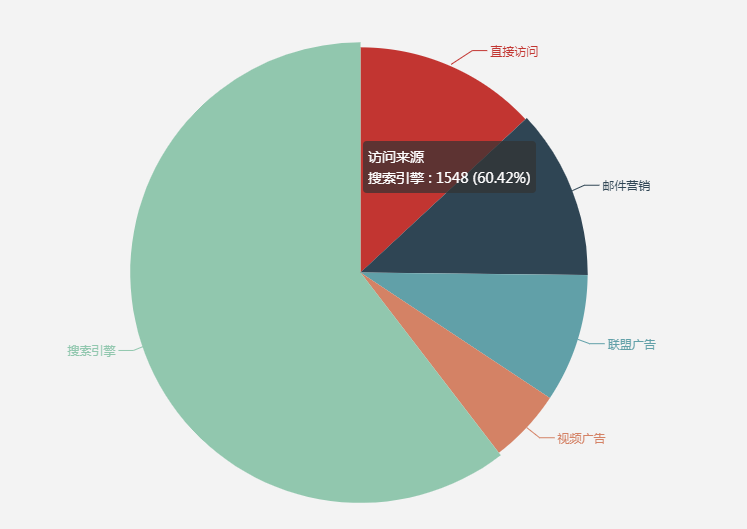 直接访问
访问来源
搜索引擎 : 1548 (60.42%)
邮件营销
联盟广告
搜索引擎
视频广告